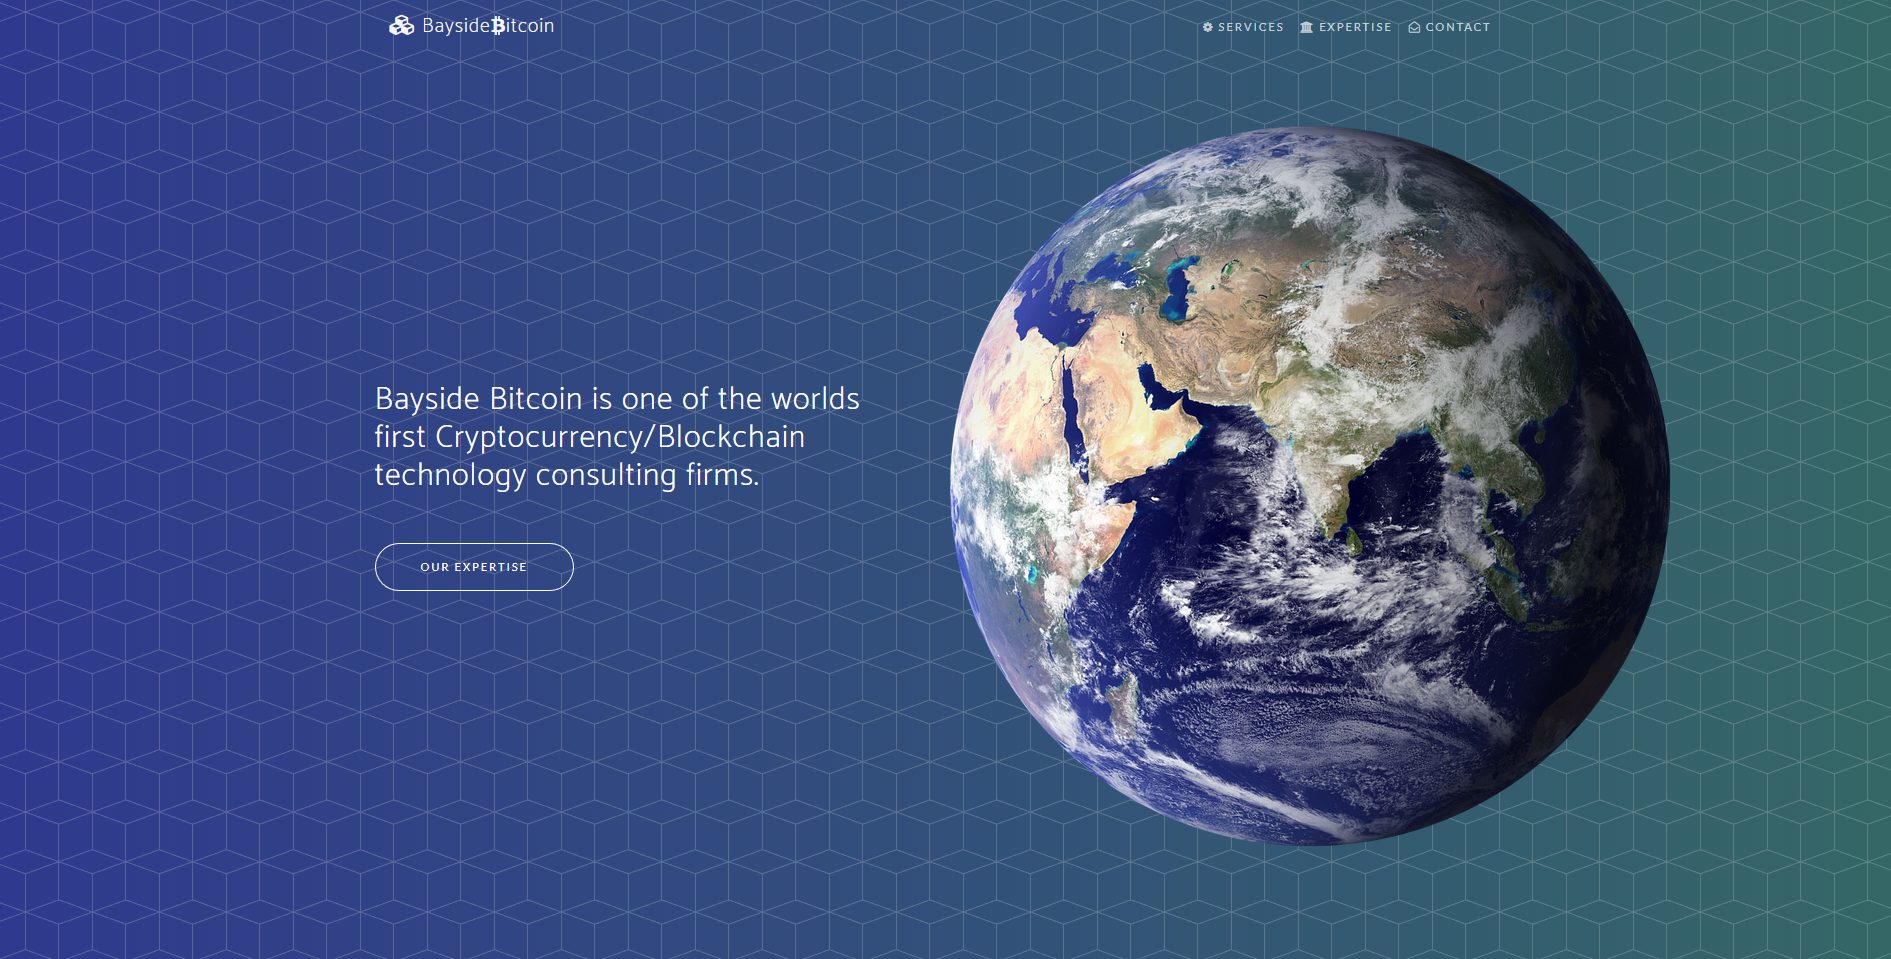 Bayside₿itcoin
SERVICES EXPERTISE CONTACT
Bayside Bitcoin is one of the worlds
first Cryptocurrency/Blockchain
technology consulting firms.
OUR EXPERTISE